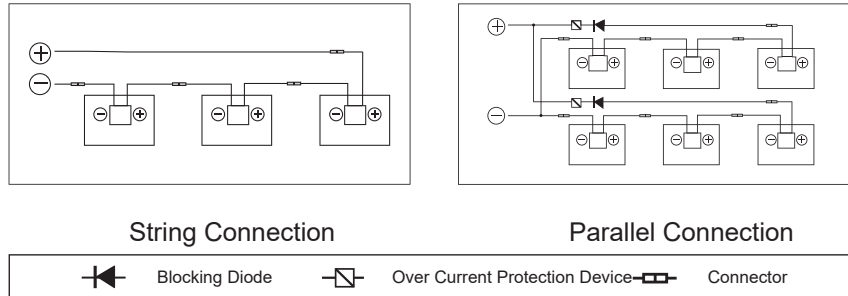 String Connection
Parallel Connection
Blocking Diode
Over Current Protection Device
Connector